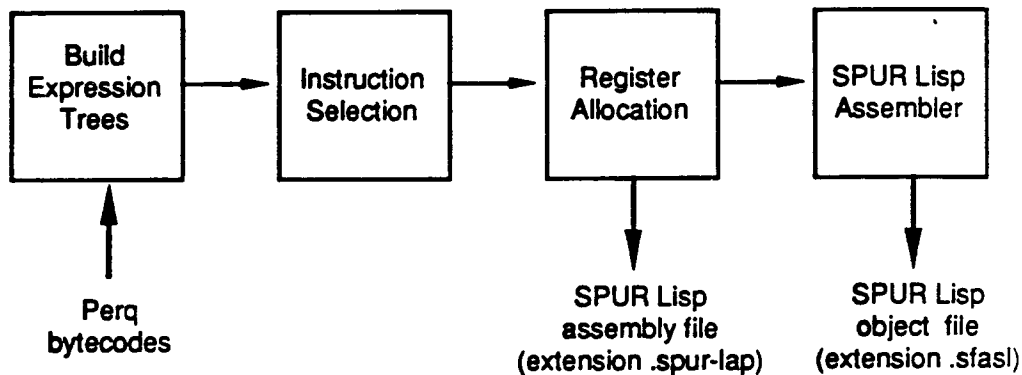 Build
Expression
Trees
Instruction
Selection
Register
Allocation
SPUR Lisp
Assembler
Perq
bytecodes
SPUR Lisp
assembly file
(extension .spur-lap)
SPUR Lisp
object file
(extension .sfasl)